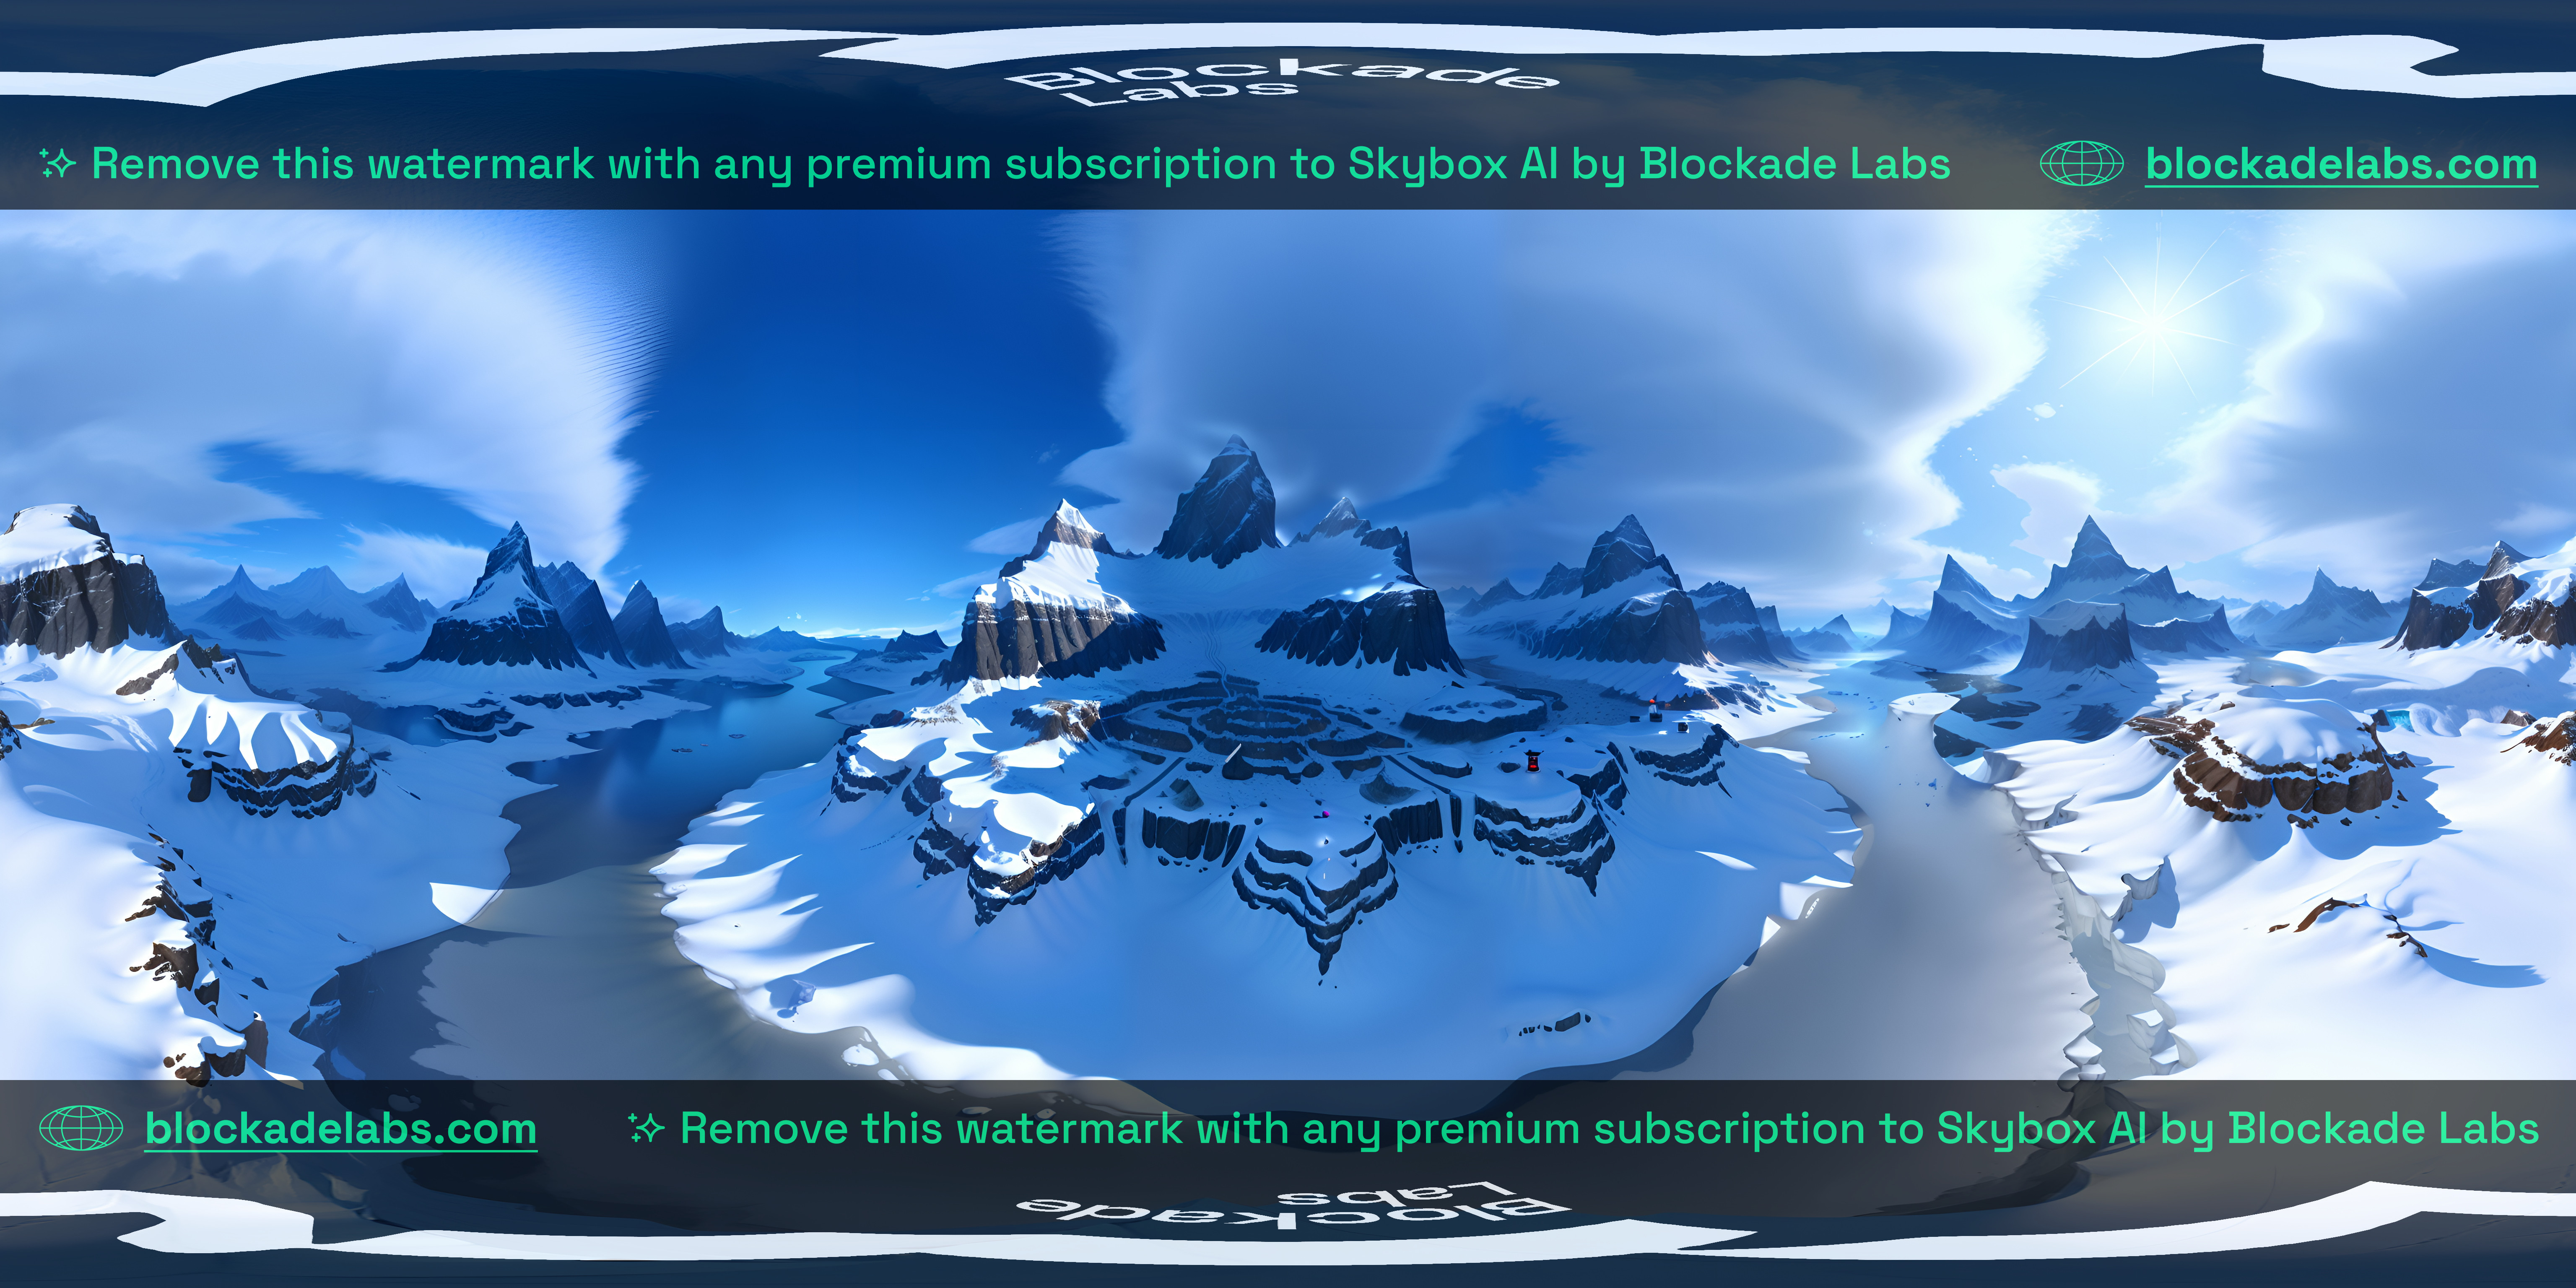 Blockade
Labs
Remove this watermark with any premium subscription to Skybox AI by Blockade Labs
blockadelabs.com
blockadelabs.com
Remove this watermark with any premium subscription to Skybox AI by Blockade Labs
Labs
Blockade